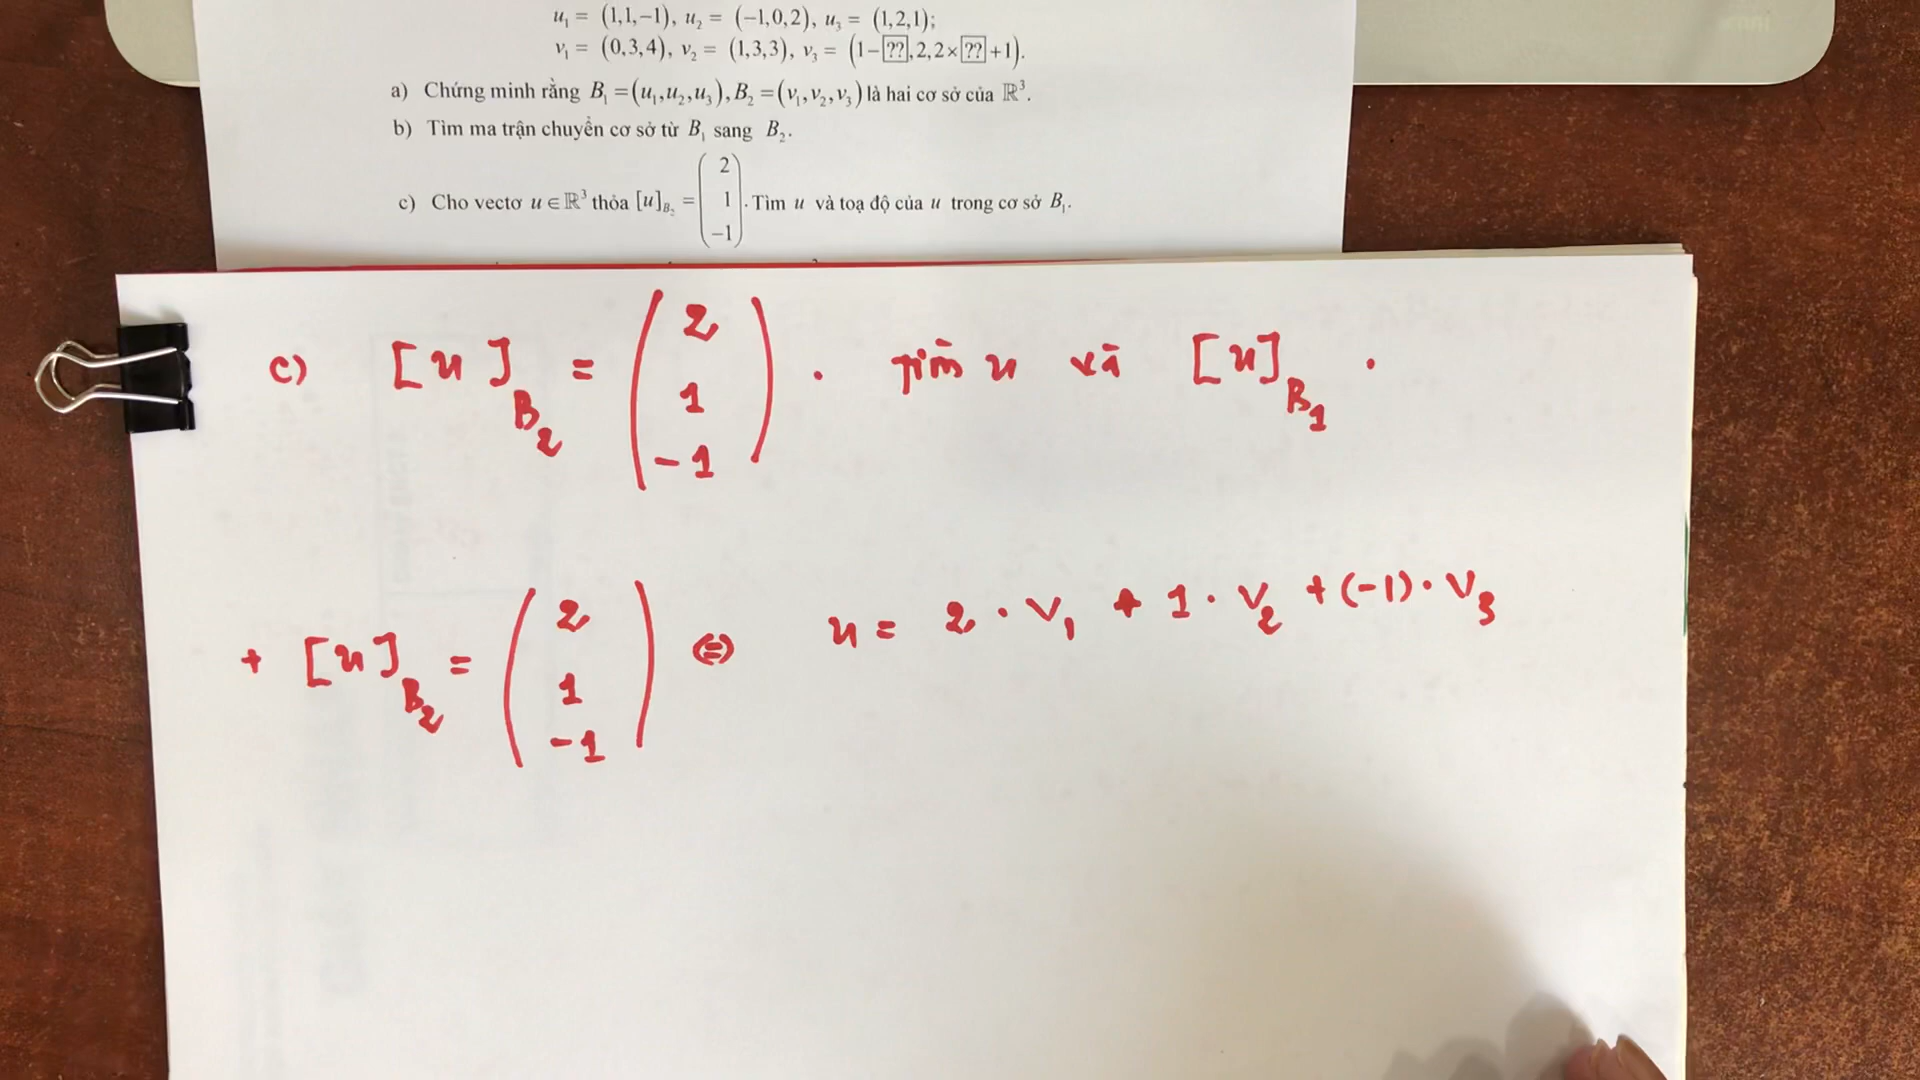 u₁ = (1,1,−1), u₂ = (−1,0,2), u₃ = (1,2,1);
v₁ = (0,3,4), v₂ = (1,3,3), v₃ = (1−??,2,2×??+1).
a) Chứng minh rằng B₁=(u₁,u₂,u₃),B₂=(v₁,v₂,v₃) là hai cơ sở của ℝ³.
b) Tìm ma trận chuyển cơ sở từ B₁ sang B₂.
c) Cho vectơ u∈ℝ³ thỏa [u]_B₂ = (2 1 −1). Tìm u và toạ độ của u trong cơ sở B₁.
c) [u]_B₂ = (2 1 −1). Tìm u và [u]_B₁.
+ [u]_B₂ = (2 1 −1) ⇔ u = 2·v₁ + 1·v₂ + (−1)·v₃